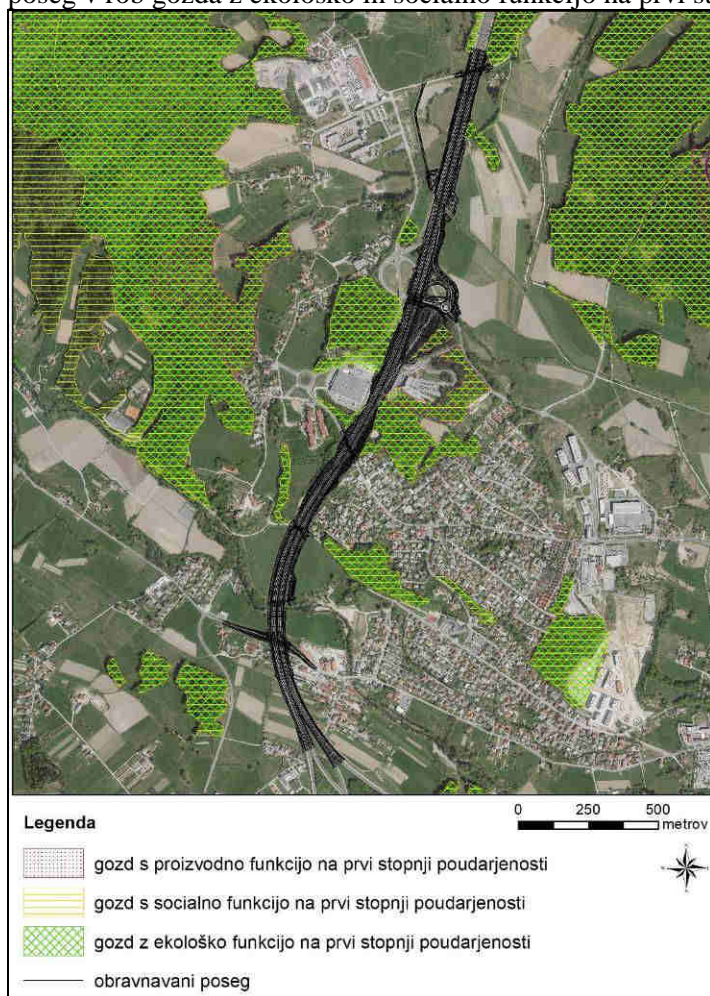 poseg v rob gozda z ekološko in socialno funkcijo na prvi
Legenda
0 250 500
metrov
gozd s proizvodno funkcijo na prvi stopnji poudarjenosti
gozd s socialno funkcijo na prvi stopnji poudarjenosti
gozd z ekološko funkcijo na prvi stopnji poudarjenosti
obravnavani poseg